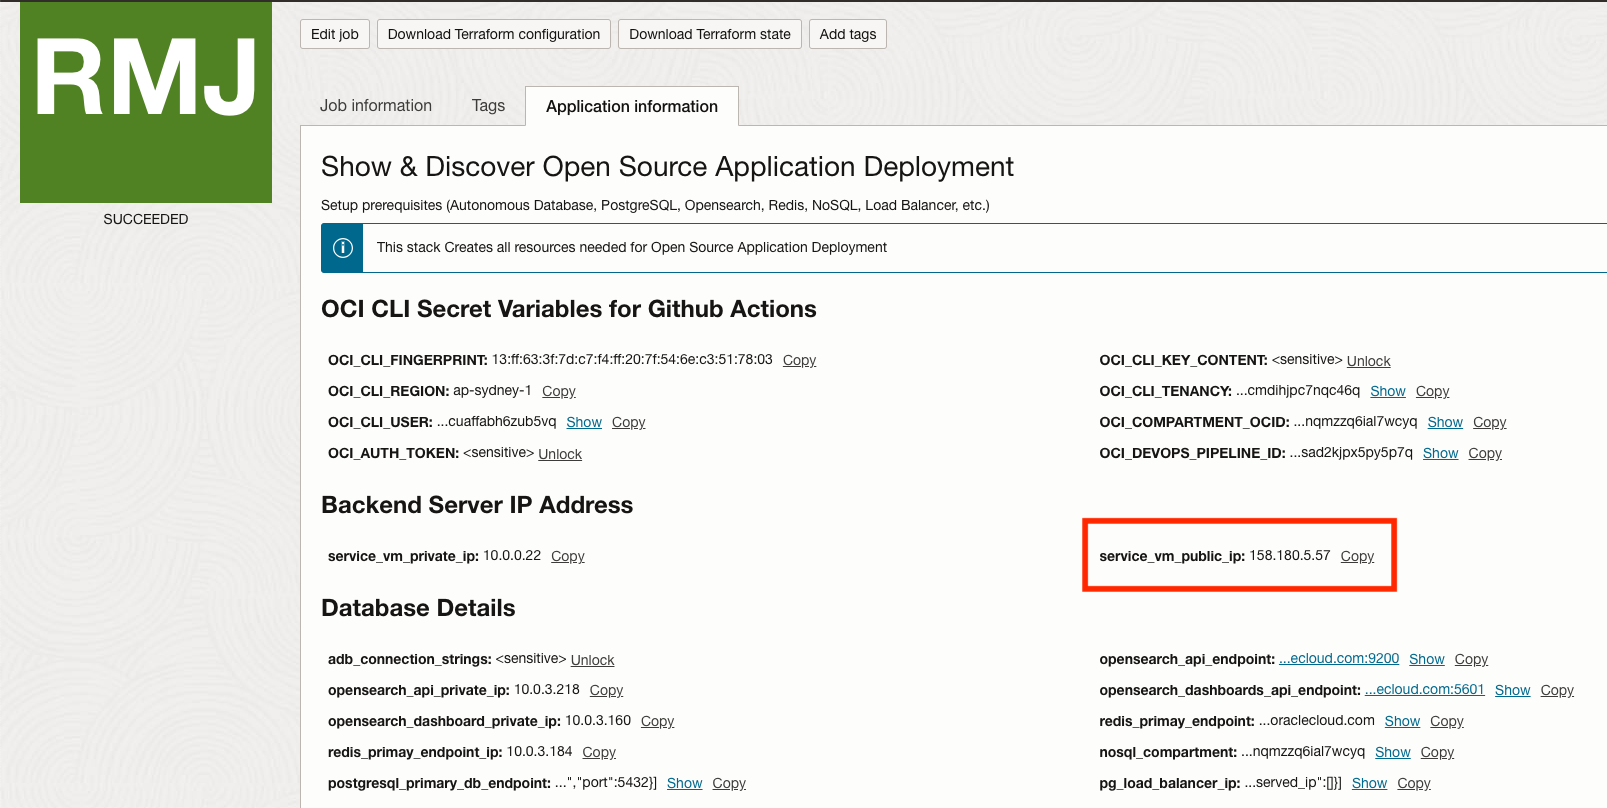 RMJ
SUCCEEDED
Edit job
Download Terraform configuration
Download Terraform state
Add tags
Job information
Tags
Application information
Show & Discover Open Source Application Deployment
Setup prerequisites (Autonomous Database, PostgreSQL, Opensearch, Redis, NoSQL, Load Balancer, etc.)
This stack Creates all resources needed for Open Source Application Deployment
OCI CLI Secret Variables for Github Actions
OCI_CLI_FINGERPRINT: 13:ff:63:3f:7d:c7:f4:ff:20:7f:54:6e:c3:51:78:03 Copy
OCI_CLI_KEY_CONTENT: <sensitive> Unlock
OCI_CLI_REGION: ap-sydney-1 Copy
OCI_CLI_TENANCY: ...cmdihjpc7nqc46q Show Copy
OCI_CLI_USER: ...cuaffabh6zub5vq Show Copy
OCI_COMPARTMENT_OCID: ...nqmzzq6ial7wcyq Show Copy
OCI_AUTH_TOKEN: <sensitive> Unlock
OCI_DEVOPS_PIPELINE_ID: ...sad2kjpx5py5p7q Show Copy
Backend Server IP Address
service_vm_private_ip: 10.0.0.22 Copy
service_vm_public_ip: 158.180.5.57 Copy
Database Details
adb_connection_strings: <sensitive> Unlock
opensearch_api_endpoint: ...ecloud.com:9200 Show Copy
opensearch_api_private_ip: 10.0.3.218 Copy
opensearch_dashboards_api_endpoint: ...ecloud.com:5601 Show Copy
opensearch_dashboard_private_ip: 10.0.3.160 Copy
redis_primay_endpoint: ...oraclecloud.com Show Copy
redis_primay_endpoint_ip: 10.0.3.184 Copy
nosql_compartment: ...nqmzzq6ial7wcyq Show Copy
postgresql_primary_db_endpoint: ...","port":5432}] Show Copy
pg_load_balancer_ip: ...served_ip":[]}] Show Copy